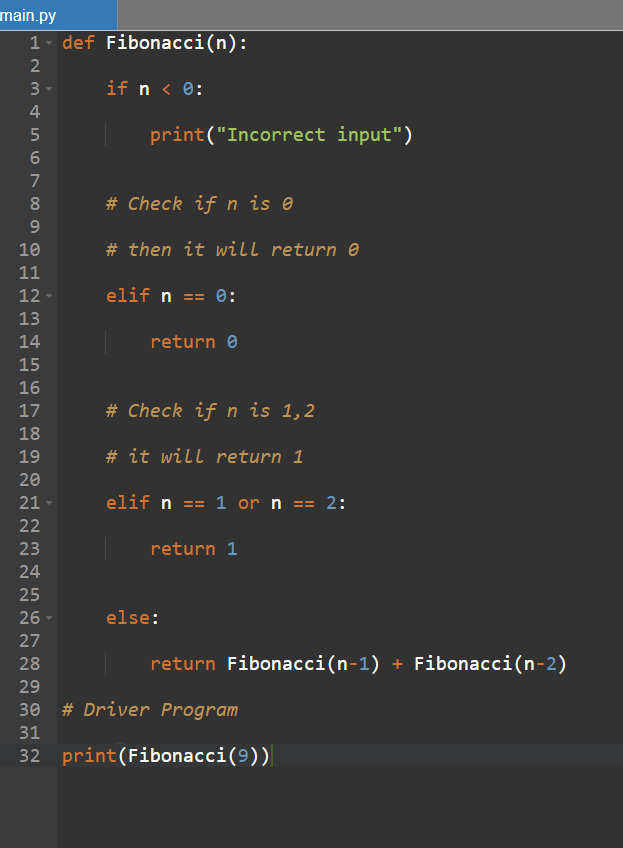 main.py
1 def Fibonacci(n):
2
3 if n < 0:
4
5 print("Incorrect input")
6
7
8 # Check if n is 0
9
10 # then it will return 0
11
12 elif n == 0:
13
14 return 0
15
16
17 # Check if n is 1,2
18
19 # it will return 1
20
21 elif n == 1 or n == 2:
22
23 return 1
24
25
26 else:
27
28 return Fibonacci(n-1) + Fibonacci(n-2)
29
30 # Driver Program
31
32 print(Fibonacci(9))